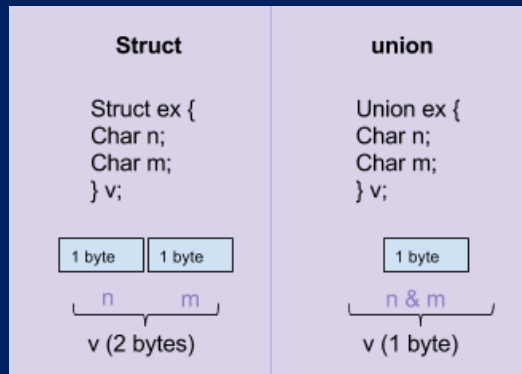 Struct
Struct ex {
Char n;
Char m;
} v;
1 byte
1 byte
n
m
v (2 bytes)
union
Union ex {
Char n;
Char m;
} v;
1 byte
n & m
v (1 byte)